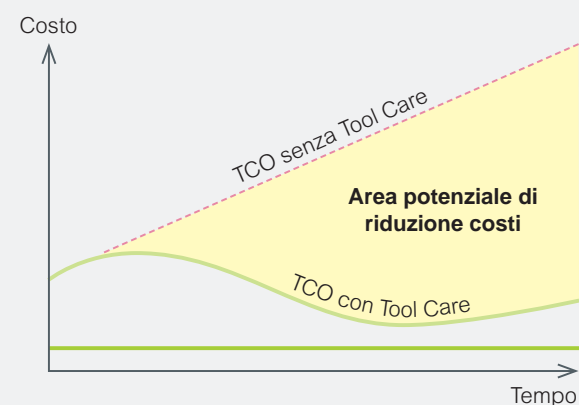 Costo
TCO senza Tool Care
Area potenziale di
riduzione costi
TCO con Tool Care
Tempo